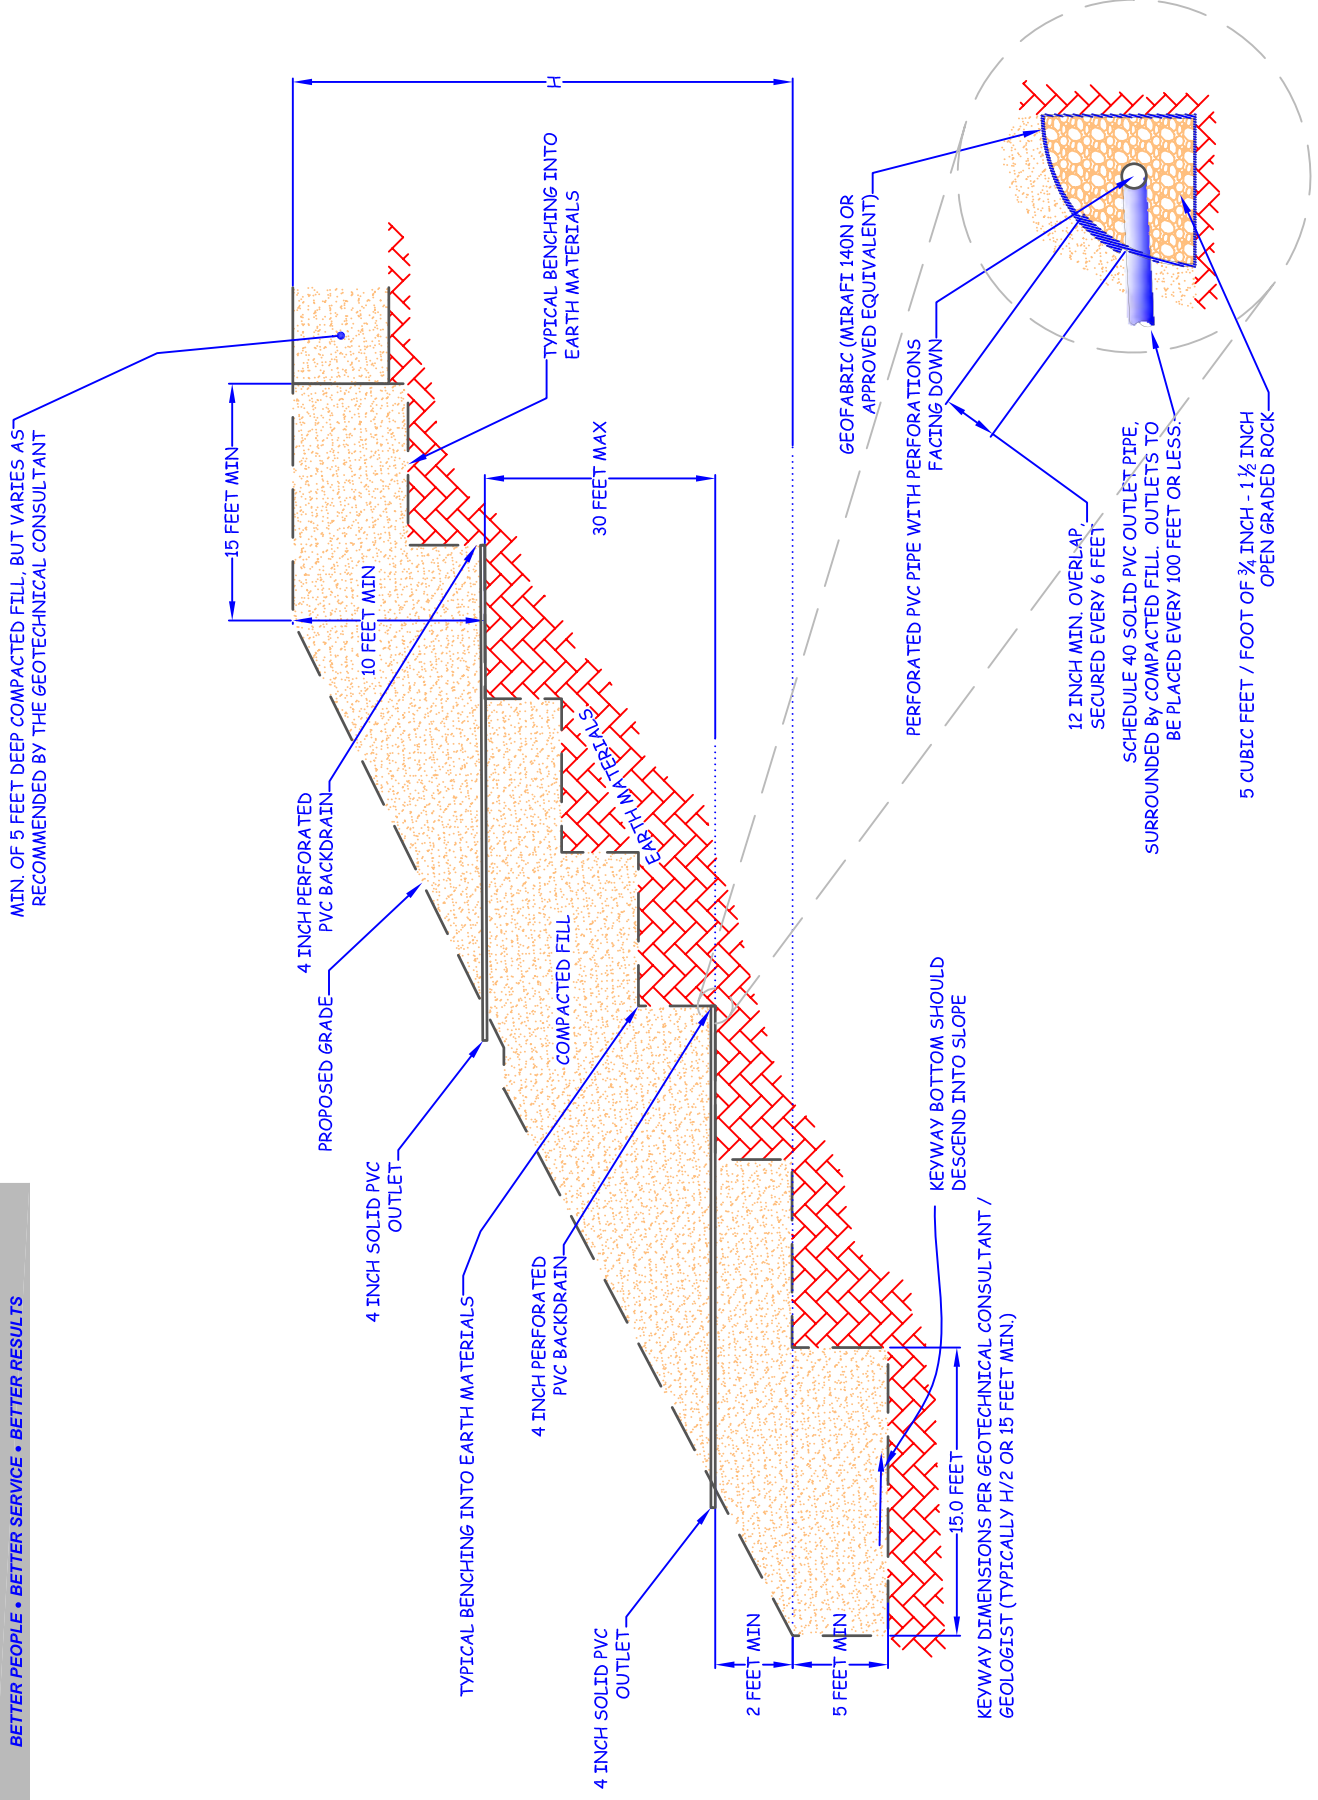 BETTER PEOPLE • BETTER SERVICE • BETTER RESULTS
MIN. OF 5 FEET DEEP COMPACTED FILL, BUT VARIES AS
RECOMMENDED BY THE GEOTECHNICAL CONSULTANT
15 FEET MIN
10 FEET MIN
4 INCH PERFORATED
PVC BACKDRAIN
PROPOSED GRADE
4 INCH SOLID PVC
OUTLET
TYPICAL BENCHING INTO EARTH MATERIALS
4 INCH PERFORATED
PVC BACKDRAIN
4 INCH SOLID PVC
OUTLET
H
TYPICAL BENCHING INTO
EARTH MATERIALS
30 FEET MAX
EARTH MATERIALS
COMPACTED FILL
2 FEET MIN
5 FEET MIN
15.0 FEET
KEYWAY BOTTOM SHOULD
DESCEND INTO SLOPE
KEYWAY DIMENSIONS PER GEOTECHNICAL CONSULTANT /
GEOLOGIST (TYPICALLY H/2 OR 15 FEET MIN.)
GEOFABRIC (MIRAFI 140N OR
APPROVED EQUIVALENT)
PERFORATED PVC PIPE WITH PERFORATIONS
FACING DOWN
12 INCH MIN. OVERLAP,
SECURED EVERY 6 FEET
SCHEDULE 40 SOLID PVC OUTLET PIPE,
SURROUNDED By COMPACTED FILL. OUTLETS TO
BE PLACED EVERY 100 FEET OR LESS.
5 CUBIC FEET / FOOT OF ¾ INCH - 1 ½ INCH
OPEN GRADED ROCK